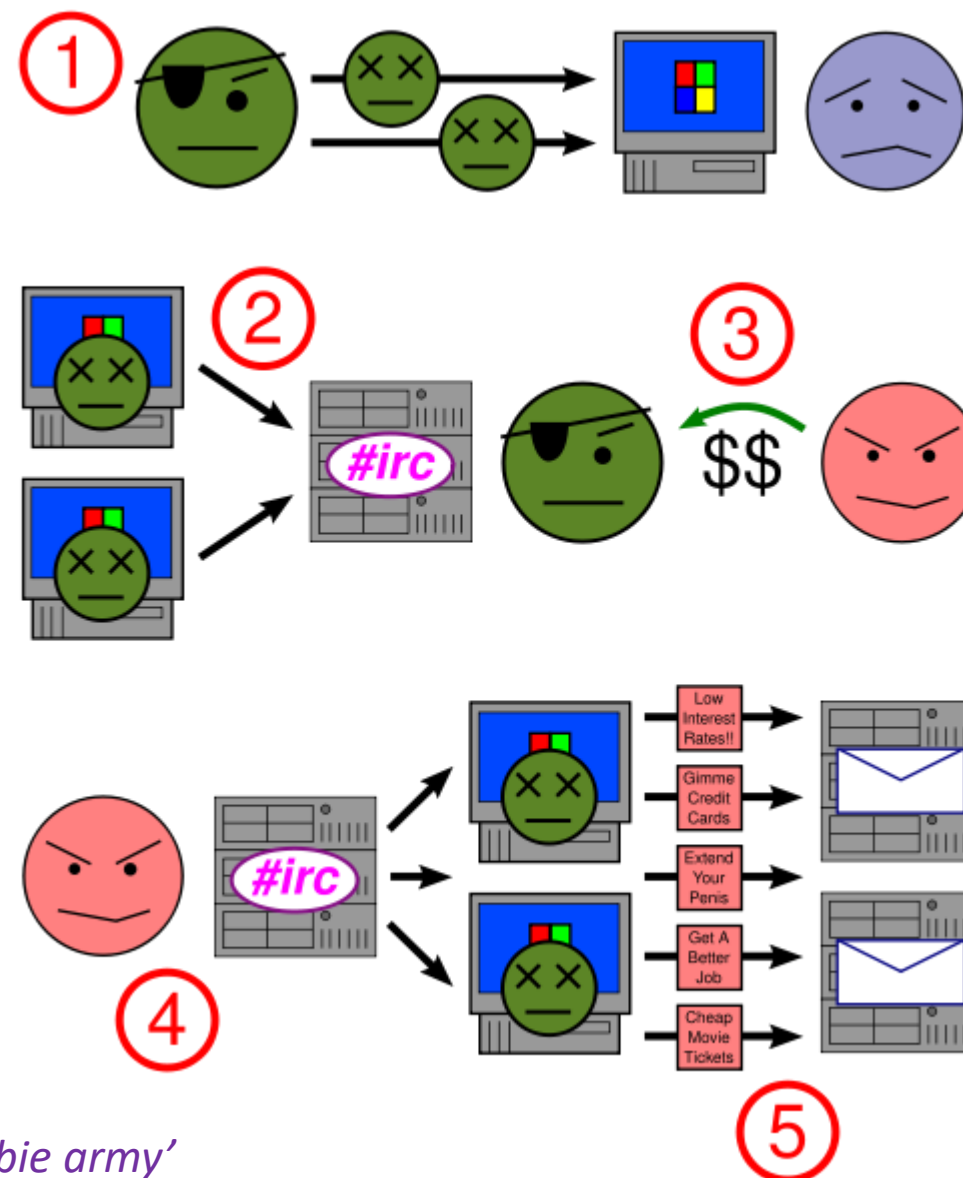 1
2
#irc
3
$$
4
#irc
Low
Interest
Rates!!
Gimme
Credit
Cards
Extend
Your
Penis
Get A
Better
Job
Cheap
Movie
Tickets
5
bie army’